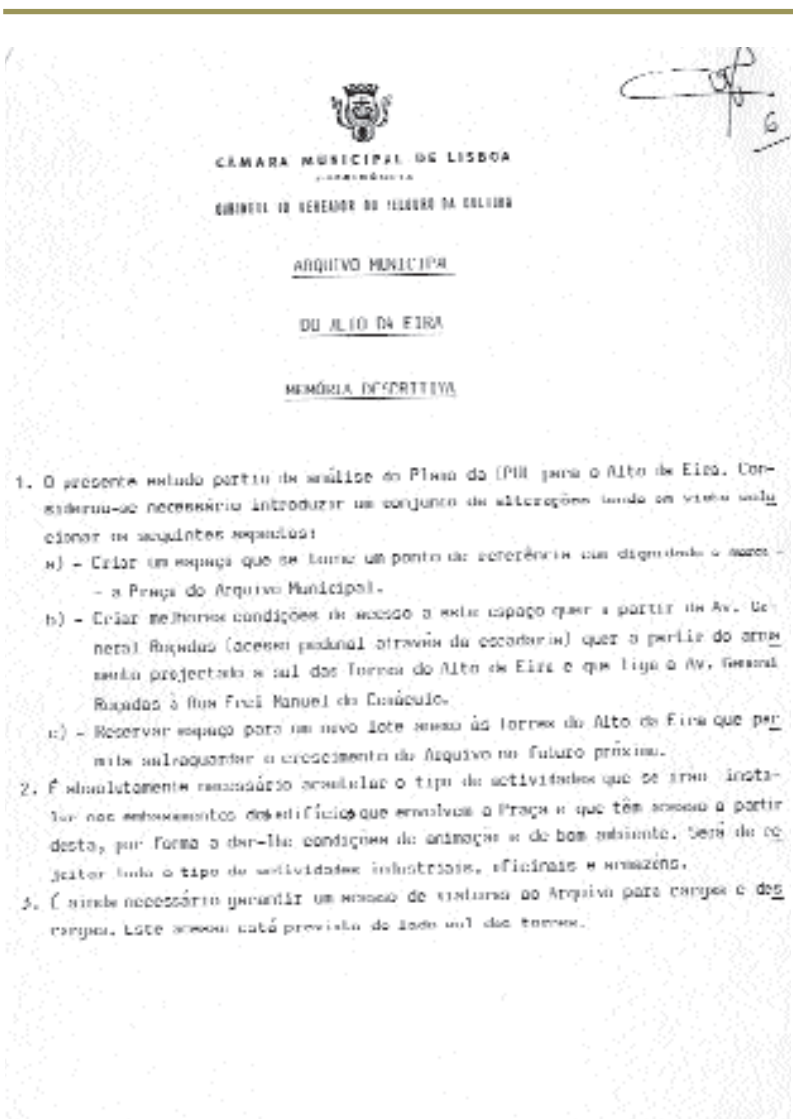 6
CÂMARA MUNICIPAL DE LISBOA
GABINETE DO VEREADOR DO PELOURO DA CULTURA
ARQUIVO MUNICIPAL
DO ALTO DA EIRA
MEMÓRIA DESCRITIVA
1. O presente estudo partiu da análise do Plano da EPUL para o Alto da Eira. Con-
siderou-se necessário introduzir um conjunto de alterações tendo em vista solu
cionar os seguintes aspectos:
a) - Criar um espaço que se torne um ponto de referência com dignidade e
- a Praça do Arquivo Municipal.
b) - Criar melhores condições de acesso a este espaço quer a partir da Av. Ge-
neral Roçadas (acesso pedonal através da escadaria) quer a partir do arrua
mento projectado a sul das Torres do Alto da Eira e que liga a Av. General
Roçadas à Rua Frei Manuel do Cenáculo.
c) - Reservar espaço para um novo lote anexo às Torres do Alto da Eira que per
mita salvaguardar o crescimento do Arquivo no futuro próximo.
2. É absolutamente necessário acautelar o tipo de actividades que se irão insta-
lar nos embasamentos dos edifícios que envolvem a Praça e que têm acesso a partir
desta, por forma a dar-lhe condições de animação e de bom ambiente. Será de re
jeitar todo o tipo de actividades industriais, oficinais e armazéns.
3. É ainda necessário garantir um acesso de viaturas ao Arquivo para cargas e des
cargas. Este acesso está previsto do lado sul das torres.